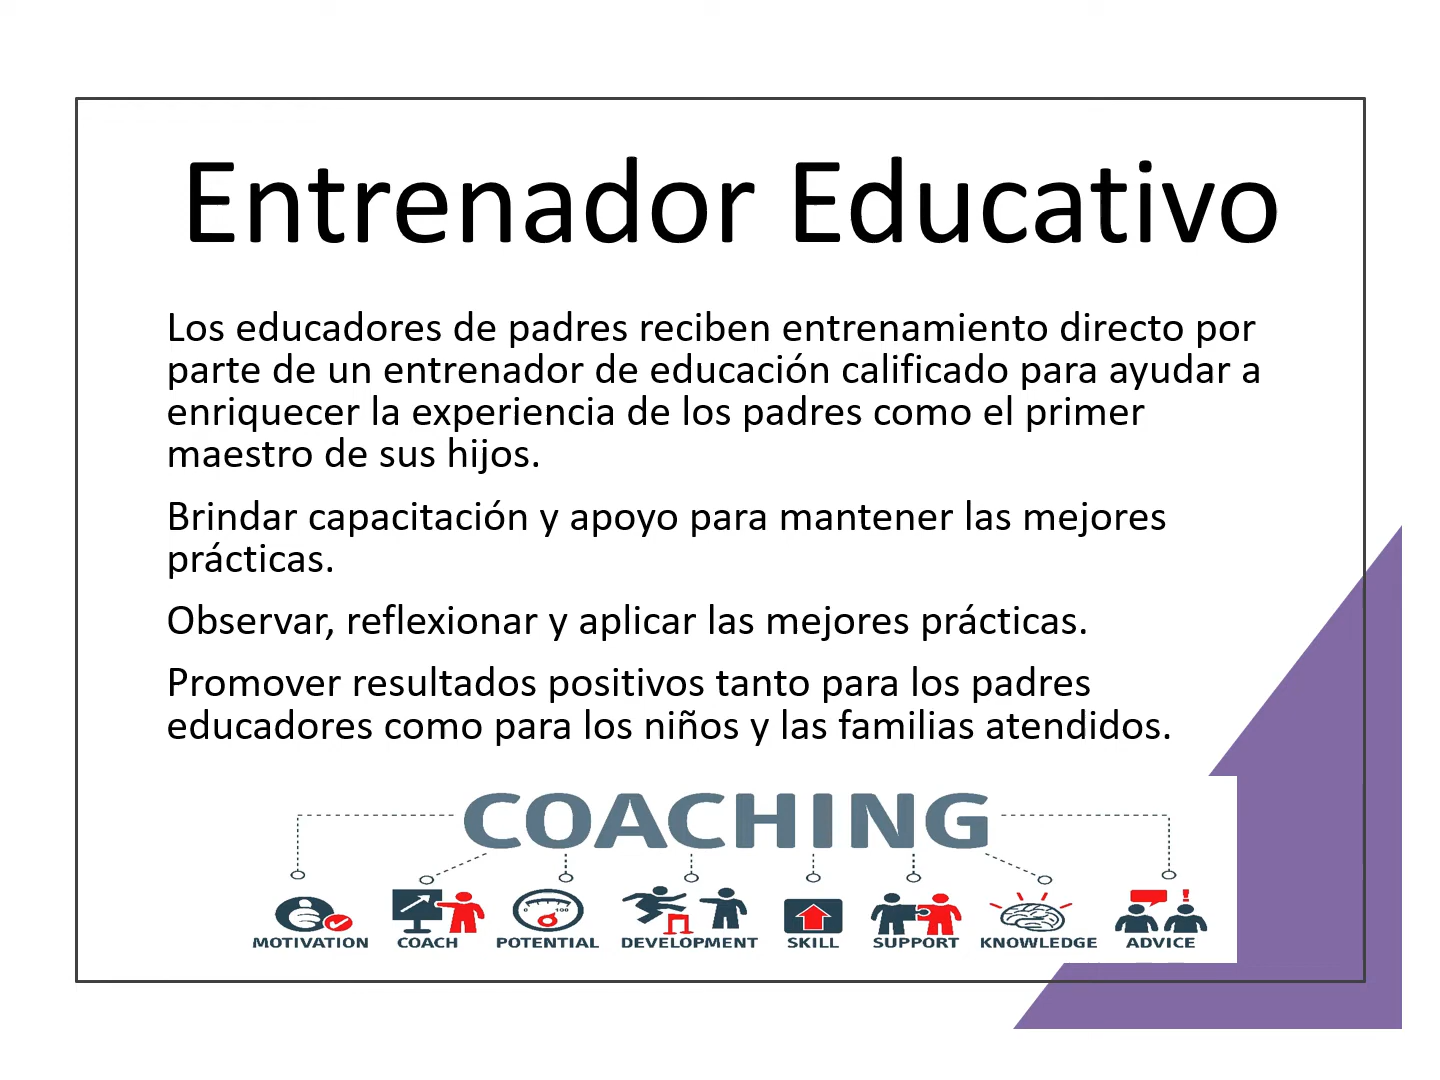 Entrenador Educativo
Los educadores de padres reciben entrenamiento directo por
parte de un entrenador de educación calificado para ayudar a
enriquecer la experiencia de los padres como el primer
maestro de sus hijos.
Brindar capacitación y apoyo para mantener las mejores
prácticas.
Observar, reflexionar y aplicar las mejores prácticas.
Promover resultados positivos tanto para los padres
educadores como para los niños y las familias atendidos.
COACHING
MOTIVATION COACH POTENTIAL DEVELOPMENT SKILL SUPPORT KNOWLEDGE ADVICE